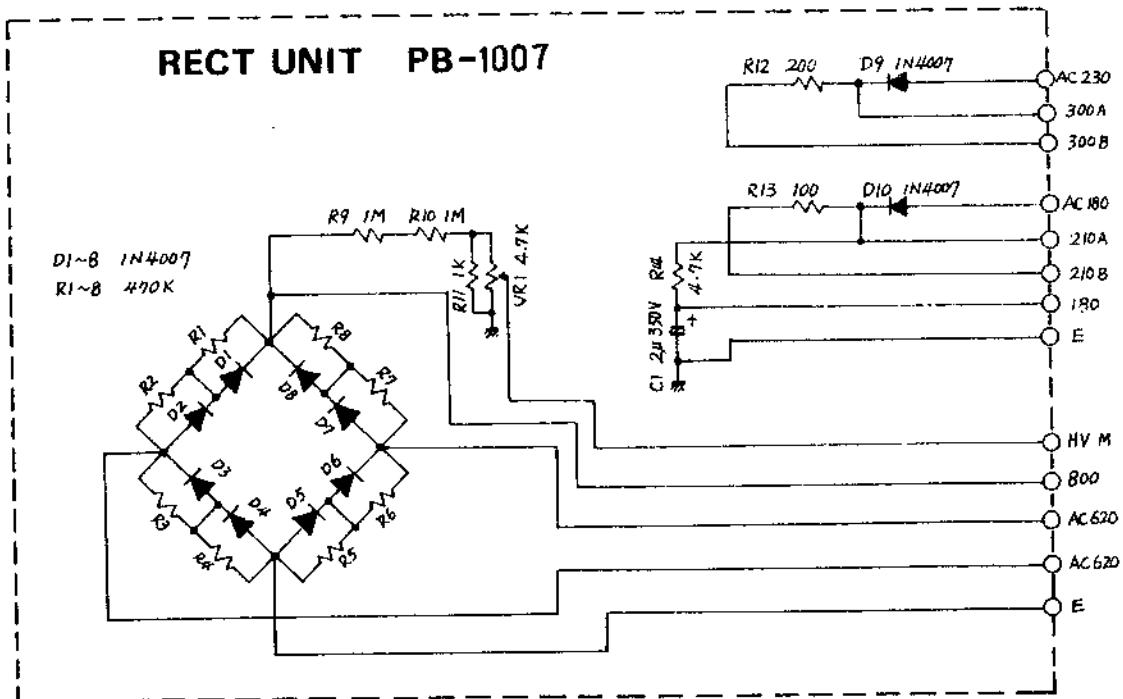 RECT UNIT PB-1007
R12 200
D9 1N4007
AC 230
300A
300B
R13 100
D10 1N4007
AC 180
210A
210B
180
E
R14 4.7K
C1 2μ 350V
+
R9 1M
R10 1M
R11 1K
VR1 4.7K
D1~8 1N4007
R1~8 470K
R1
R8
D1
D8
R2
R7
D2
D7
D3
D6
R3
R6
D4
D5
R4
R5
HV M
800
AC 620
AC 620
E